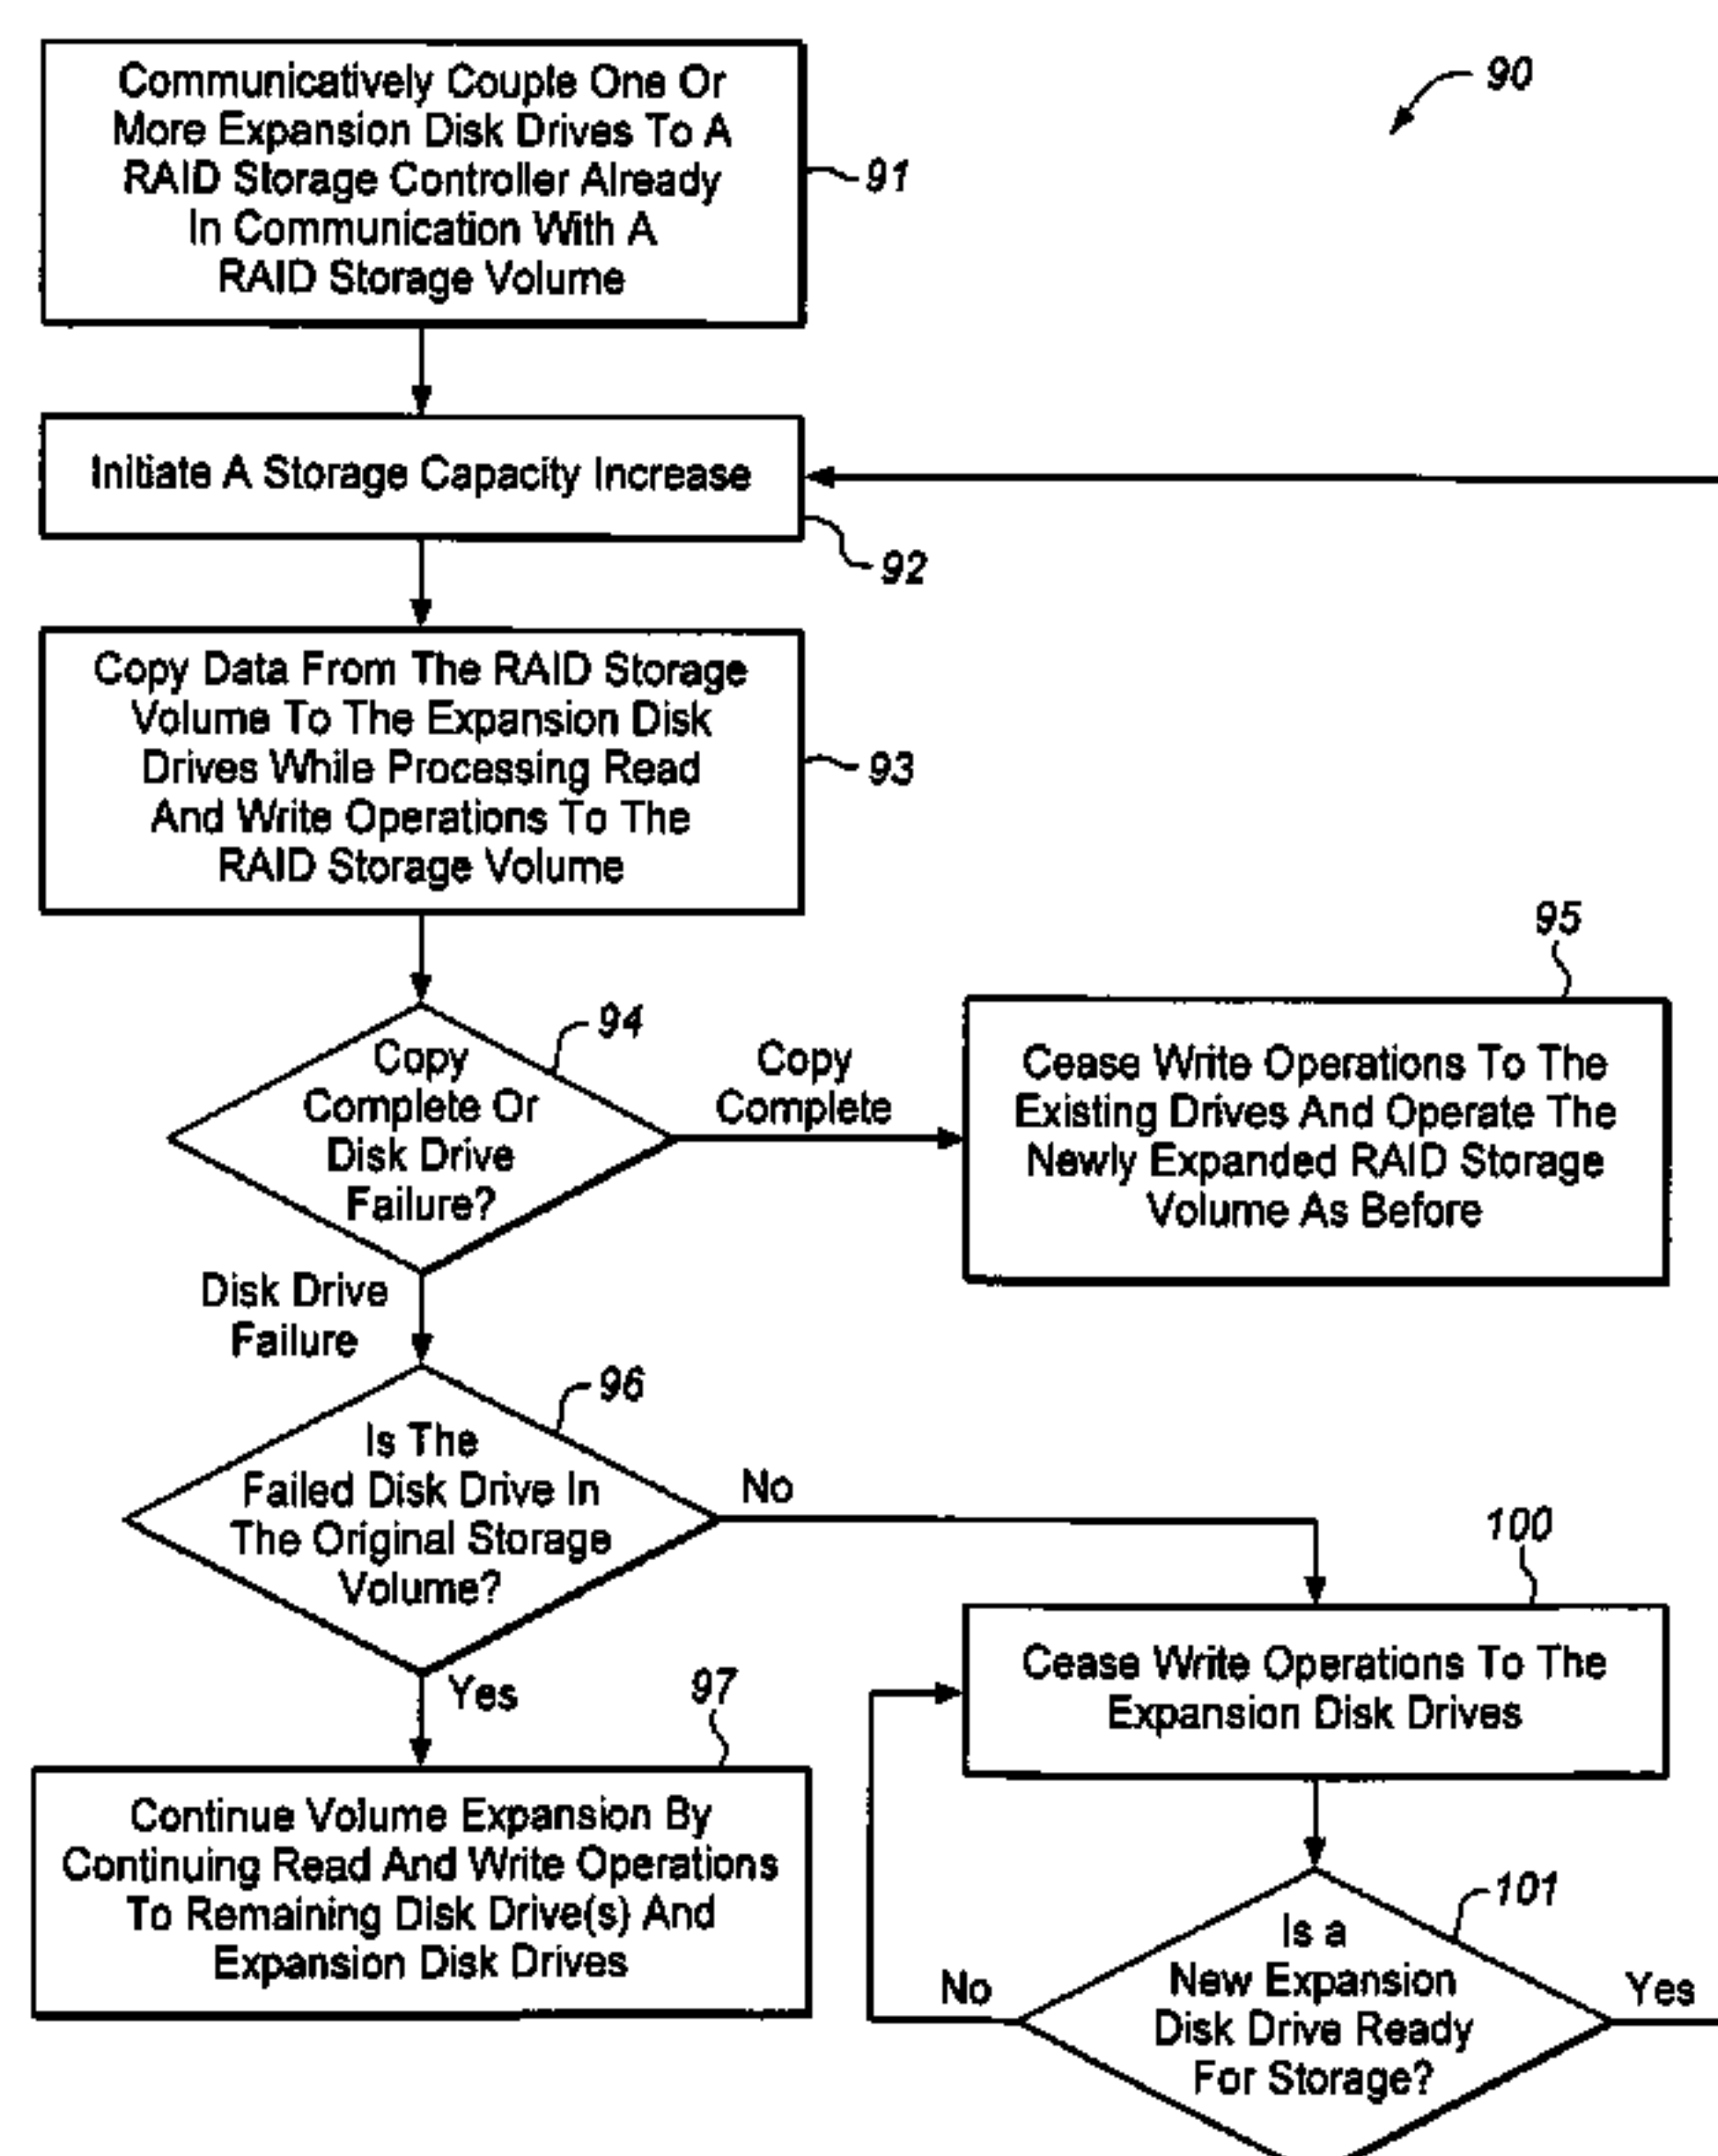 90
Communicatively Couple One Or
More Expansion Disk Drives To A
RAID Storage Controller Already
In Communication With A
RAID Storage Volume
91
Initiate A Storage Capacity Increase
92
Copy Data From The RAID Storage
Volume To The Expansion Disk
Drives While Processing Read
And Write Operations To The
RAID Storage Volume
93
94
Copy
Complete Or
Disk Drive
Failure?
Copy
Complete
95
Cease Write Operations To The
Existing Drives And Operate The
Newly Expanded RAID Storage
Volume As Before
Disk Drive
Failure
96
Is The
Failed Disk Drive In
The Original Storage
Volume?
No
Yes
97
Continue Volume Expansion By
Continuing Read And Write Operations
To Remaining Disk Drive(s) And
Expansion Disk Drives
100
Cease Write Operations To The
Expansion Disk Drives
101
Is a
New Expansion
Disk Drive Ready
For Storage?
No
Yes